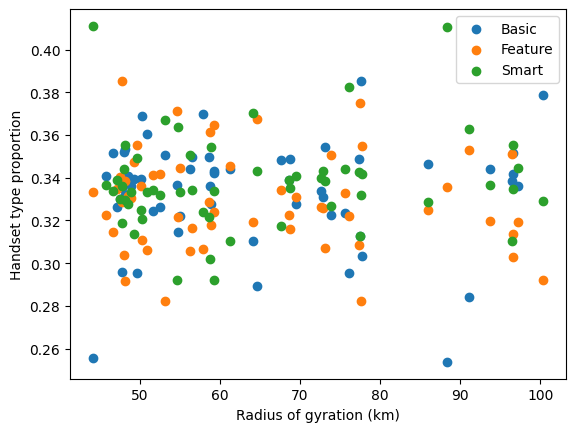 Basic
Feature
Smart
0.40
0.38
0.36
0.34
0.32
0.30
0.28
0.26
Handset type proportion
50
60
70
80
90
100
Radius of gyration (km)